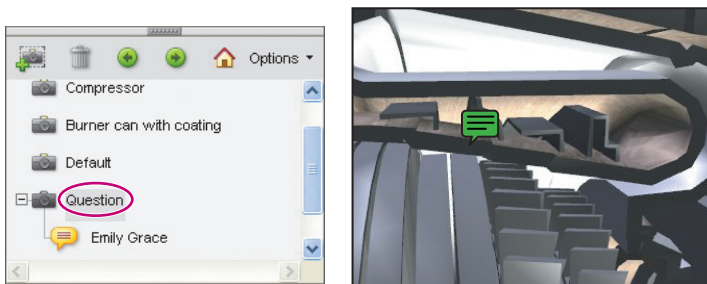 Options
Compressor
Burner can with coating
Default
Question
Emily Grace